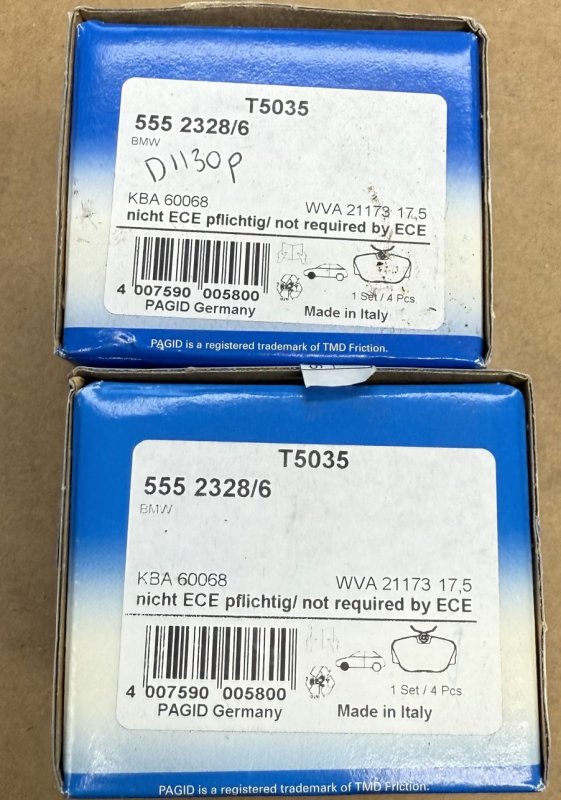 T5035
555 2328/6
BMW
D1130P
KBA 60068 WVA 21173 17,5
nicht ECE pflichtig/ not required by ECE
4 007590 005800
1 Set / 4 Pcs
PAGID Germany Made in Italy
PAGID is a registered trademark of TMD Friction.
T5035
555 2328/6
BMW
KBA 60068 WVA 21173 17,5
nicht ECE pflichtig/ not required by ECE
4 007590 005800
1 Set / 4 Pcs
PAGID Germany Made in Italy
PAGID is a registered trademark of TMD Friction.